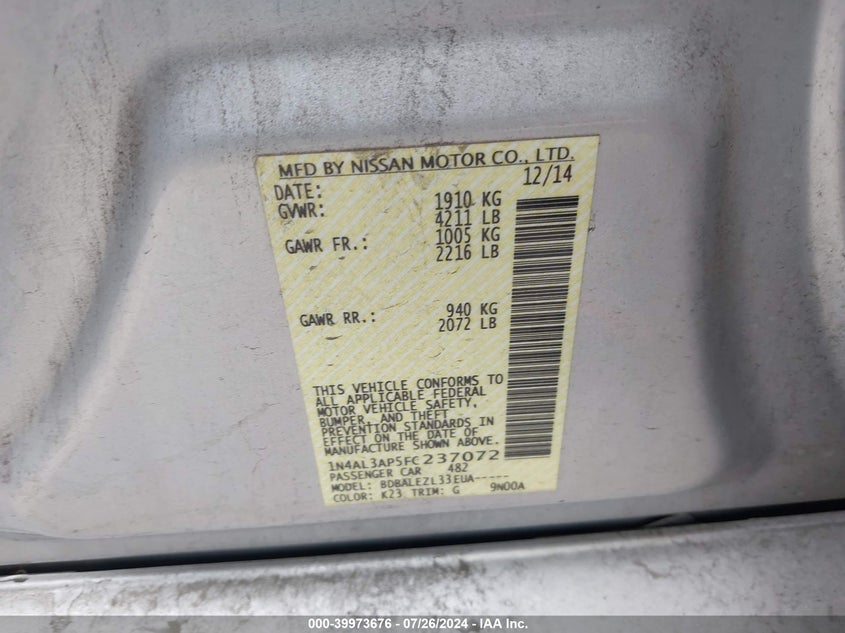 MFD BY NISSAN MOTOR CO., LTD.
DATE: 12/14
GVWR: 1910 KG
4211 LB
GAWR FR.: 1005 KG
2216 LB
GAWR RR.: 940 KG
2072 LB
THIS VEHICLE CONFORMS TO
ALL APPLICABLE FEDERAL
MOTOR VEHICLE SAFETY,
BUMPER, AND THEFT
PREVENTION STANDARDS IN
EFFECT ON THE DATE OF
MANUFACTURE SHOWN ABOVE.
1N4AL3AP5FC237072
PASSENGER CAR 482
MODEL: BDBALEZL33EUA-----
COLOR: K23 TRIM: G 9N00A
000-39973676 - 07/26/2024 - IAA Inc.